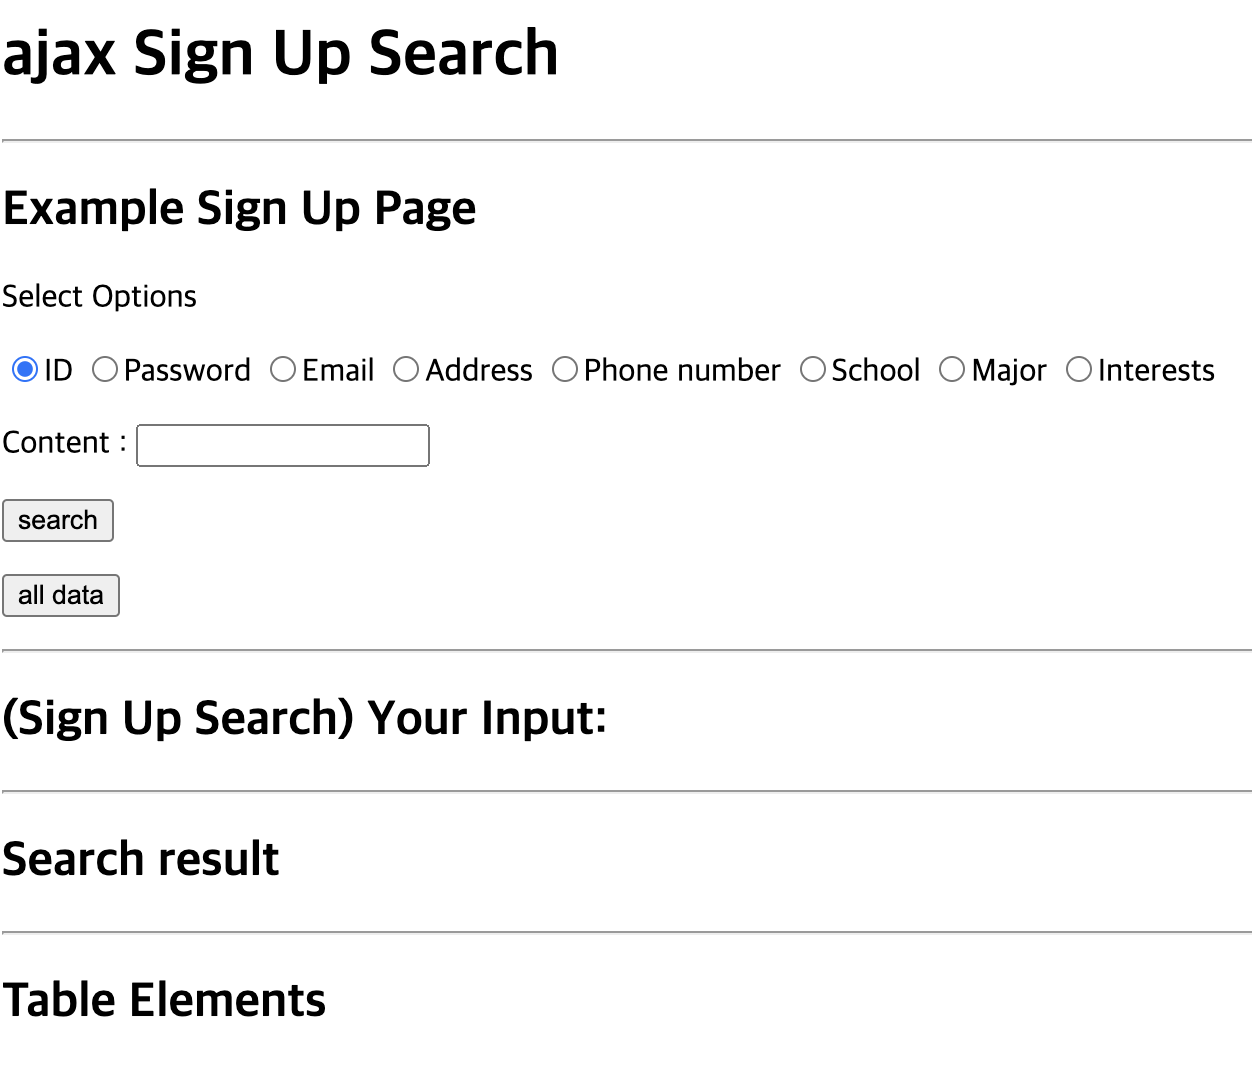 ajax Sign Up Search
Example Sign Up Page
Select Options
ID Password Email Address Phone number School Major Interests
Content :
search
all data
(Sign Up Search) Your Input:
Search result
Table Elements